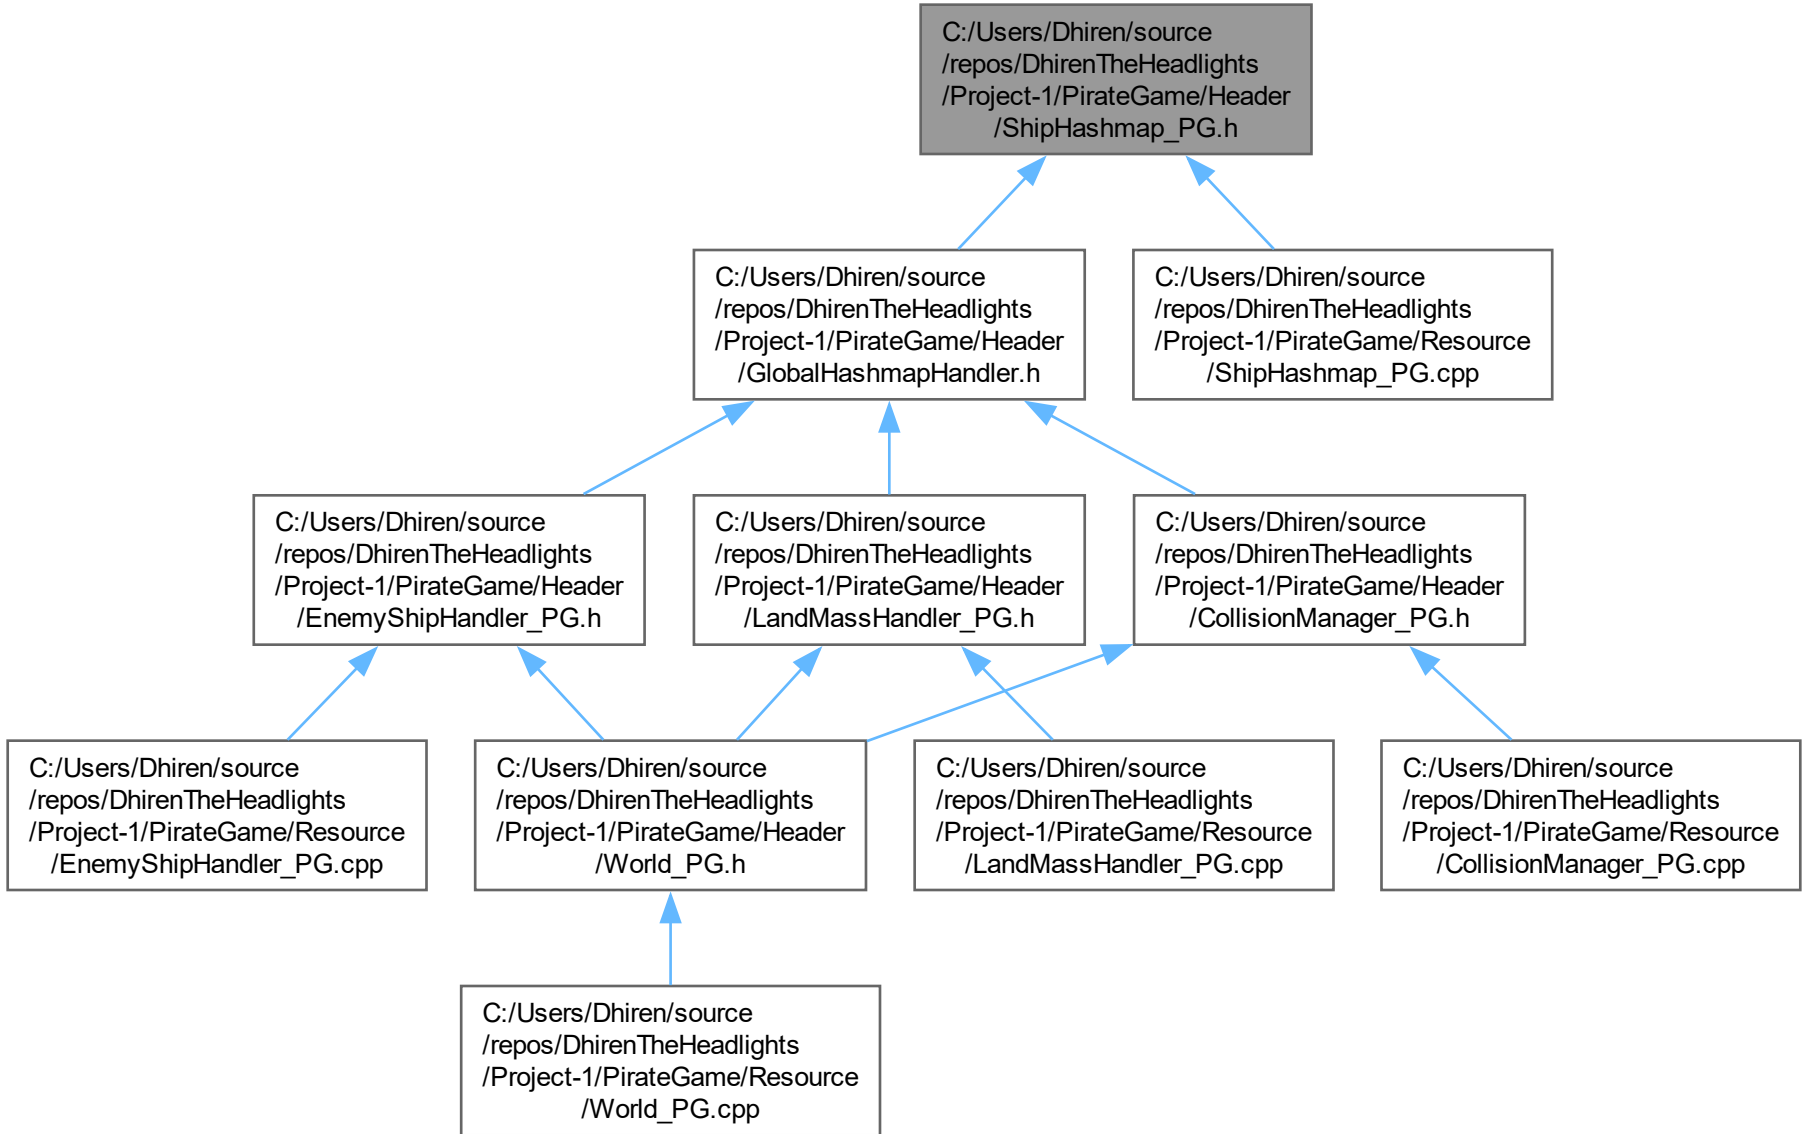 C:/Users/Dhiren/source
/repos/DhirenTheHeadlights
/Project-1/PirateGame/Header
/ShipHashmap_PG.h
C:/Users/Dhiren/source
/repos/DhirenTheHeadlights
/Project-1/PirateGame/Header
/GlobalHashmapHandler.h
C:/Users/Dhiren/source
/repos/DhirenTheHeadlights
/Project-1/PirateGame/Resource
/ShipHashmap_PG.cpp
C:/Users/Dhiren/source
/repos/DhirenTheHeadlights
/Project-1/PirateGame/Header
/EnemyShipHandler_PG.h
C:/Users/Dhiren/source
/repos/DhirenTheHeadlights
/Project-1/PirateGame/Header
/LandMassHandler_PG.h
C:/Users/Dhiren/source
/repos/DhirenTheHeadlights
/Project-1/PirateGame/Header
/CollisionManager_PG.h
C:/Users/Dhiren/source
/repos/DhirenTheHeadlights
/Project-1/PirateGame/Resource
/EnemyShipHandler_PG.cpp
C:/Users/Dhiren/source
/repos/DhirenTheHeadlights
/Project-1/PirateGame/Header
/World_PG.h
C:/Users/Dhiren/source
/repos/DhirenTheHeadlights
/Project-1/PirateGame/Resource
/LandMassHandler_PG.cpp
C:/Users/Dhiren/source
/repos/DhirenTheHeadlights
/Project-1/PirateGame/Resource
/CollisionManager_PG.cpp
C:/Users/Dhiren/source
/repos/DhirenTheHeadlights
/Project-1/PirateGame/Resource
/World_PG.cpp